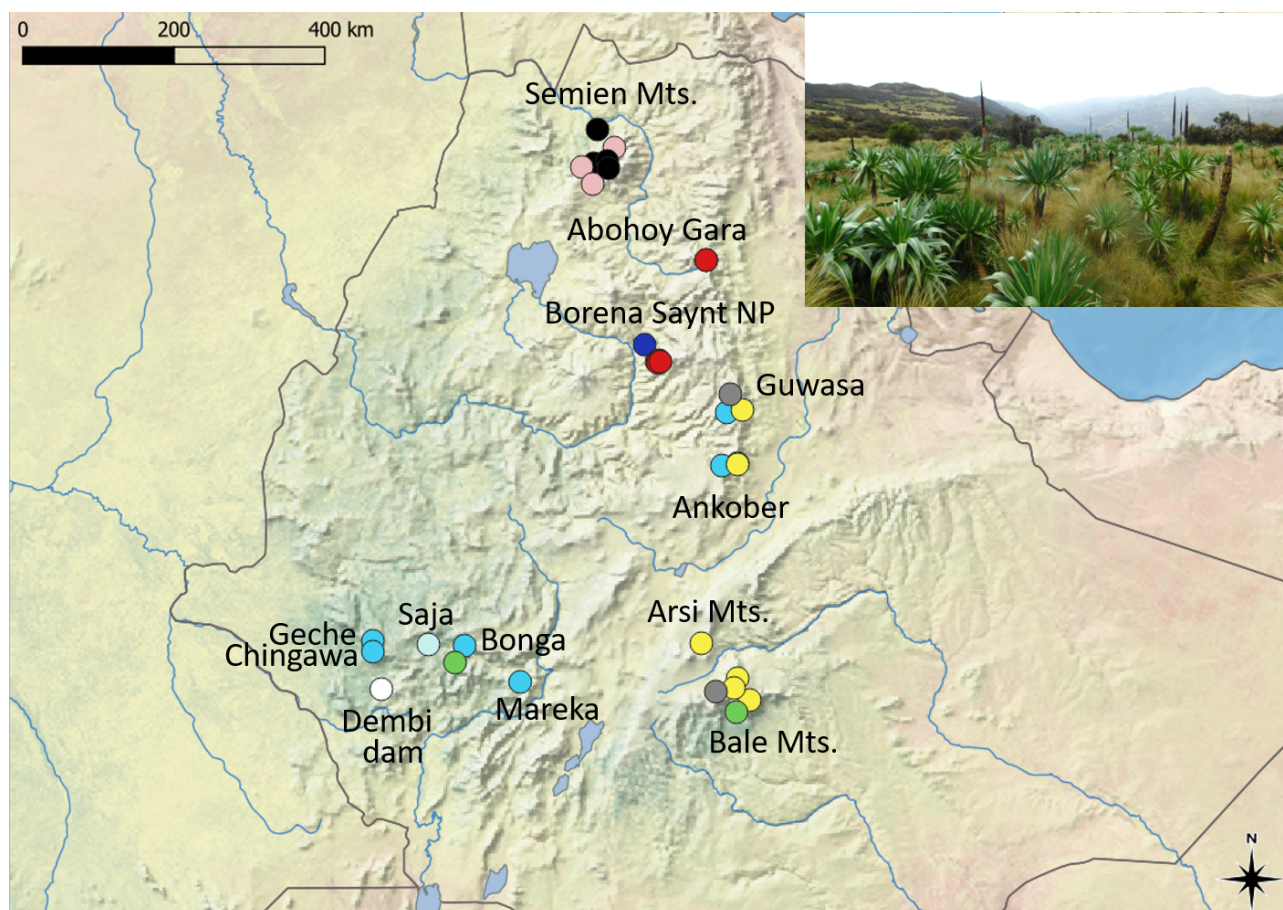 0 200 400 km
Semien Mts.
Abohoy Gara
Borena Saynt NP
Guwasa
Ankober
Arsi Mts.
Saja
Geche
Bonga
Chingawa
Mareka
Dembi
dam
Bale Mts.
N